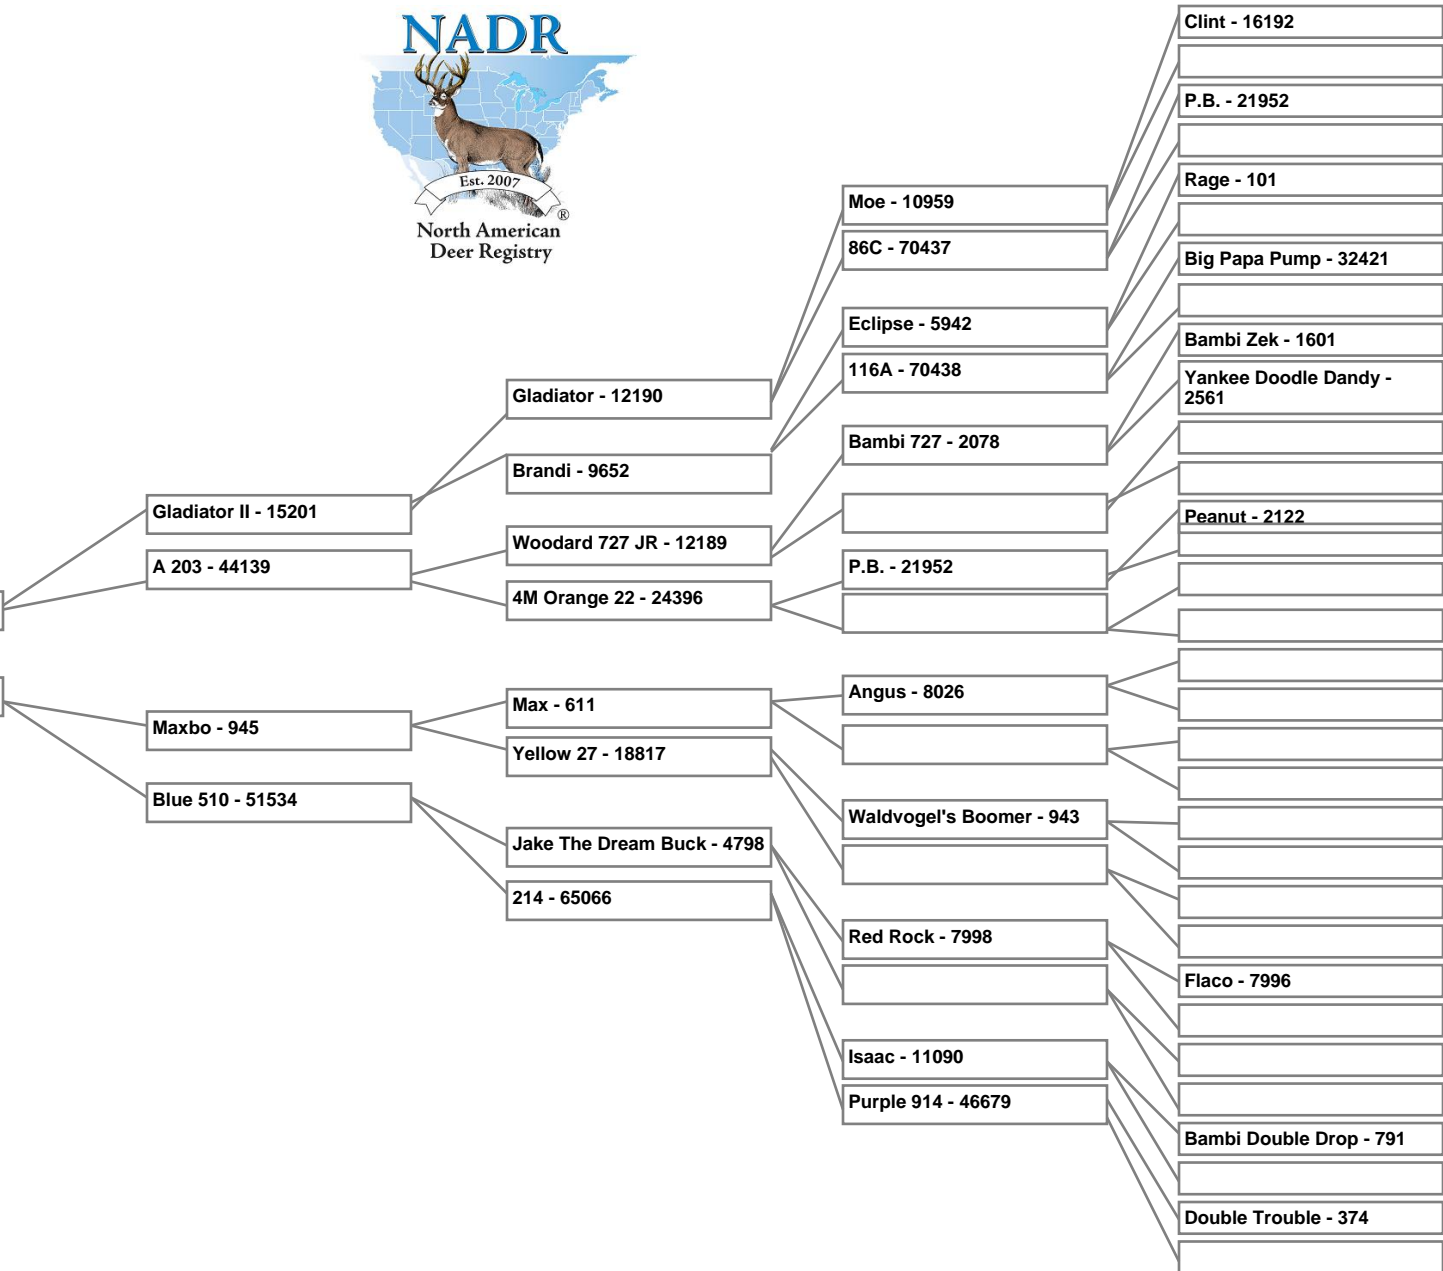 NADR
Est. 2007
®
North American
Deer Registry
Gladiator II - 15201
A 203 - 44139
Maxbo - 945
Blue 510 - 51534
Gladiator - 12190
Brandi - 9652
Woodard 727 JR - 12189
4M Orange 22 - 24396
Max - 611
Yellow 27 - 18817
Jake The Dream Buck - 4798
214 - 65066
Moe - 10959
86C - 70437
Eclipse - 5942
116A - 70438
Bambi 727 - 2078
P.B. - 21952
Angus - 8026
Waldvogel's Boomer - 943
Red Rock - 7998
Isaac - 11090
Purple 914 - 46679
Clint - 16192
P.B. - 21952
Rage - 101
Big Papa Pump - 32421
Bambi Zek - 1601
Yankee Doodle Dandy -
2561
Peanut - 2122
Flaco - 7996
Bambi Double Drop - 791
Double Trouble - 374